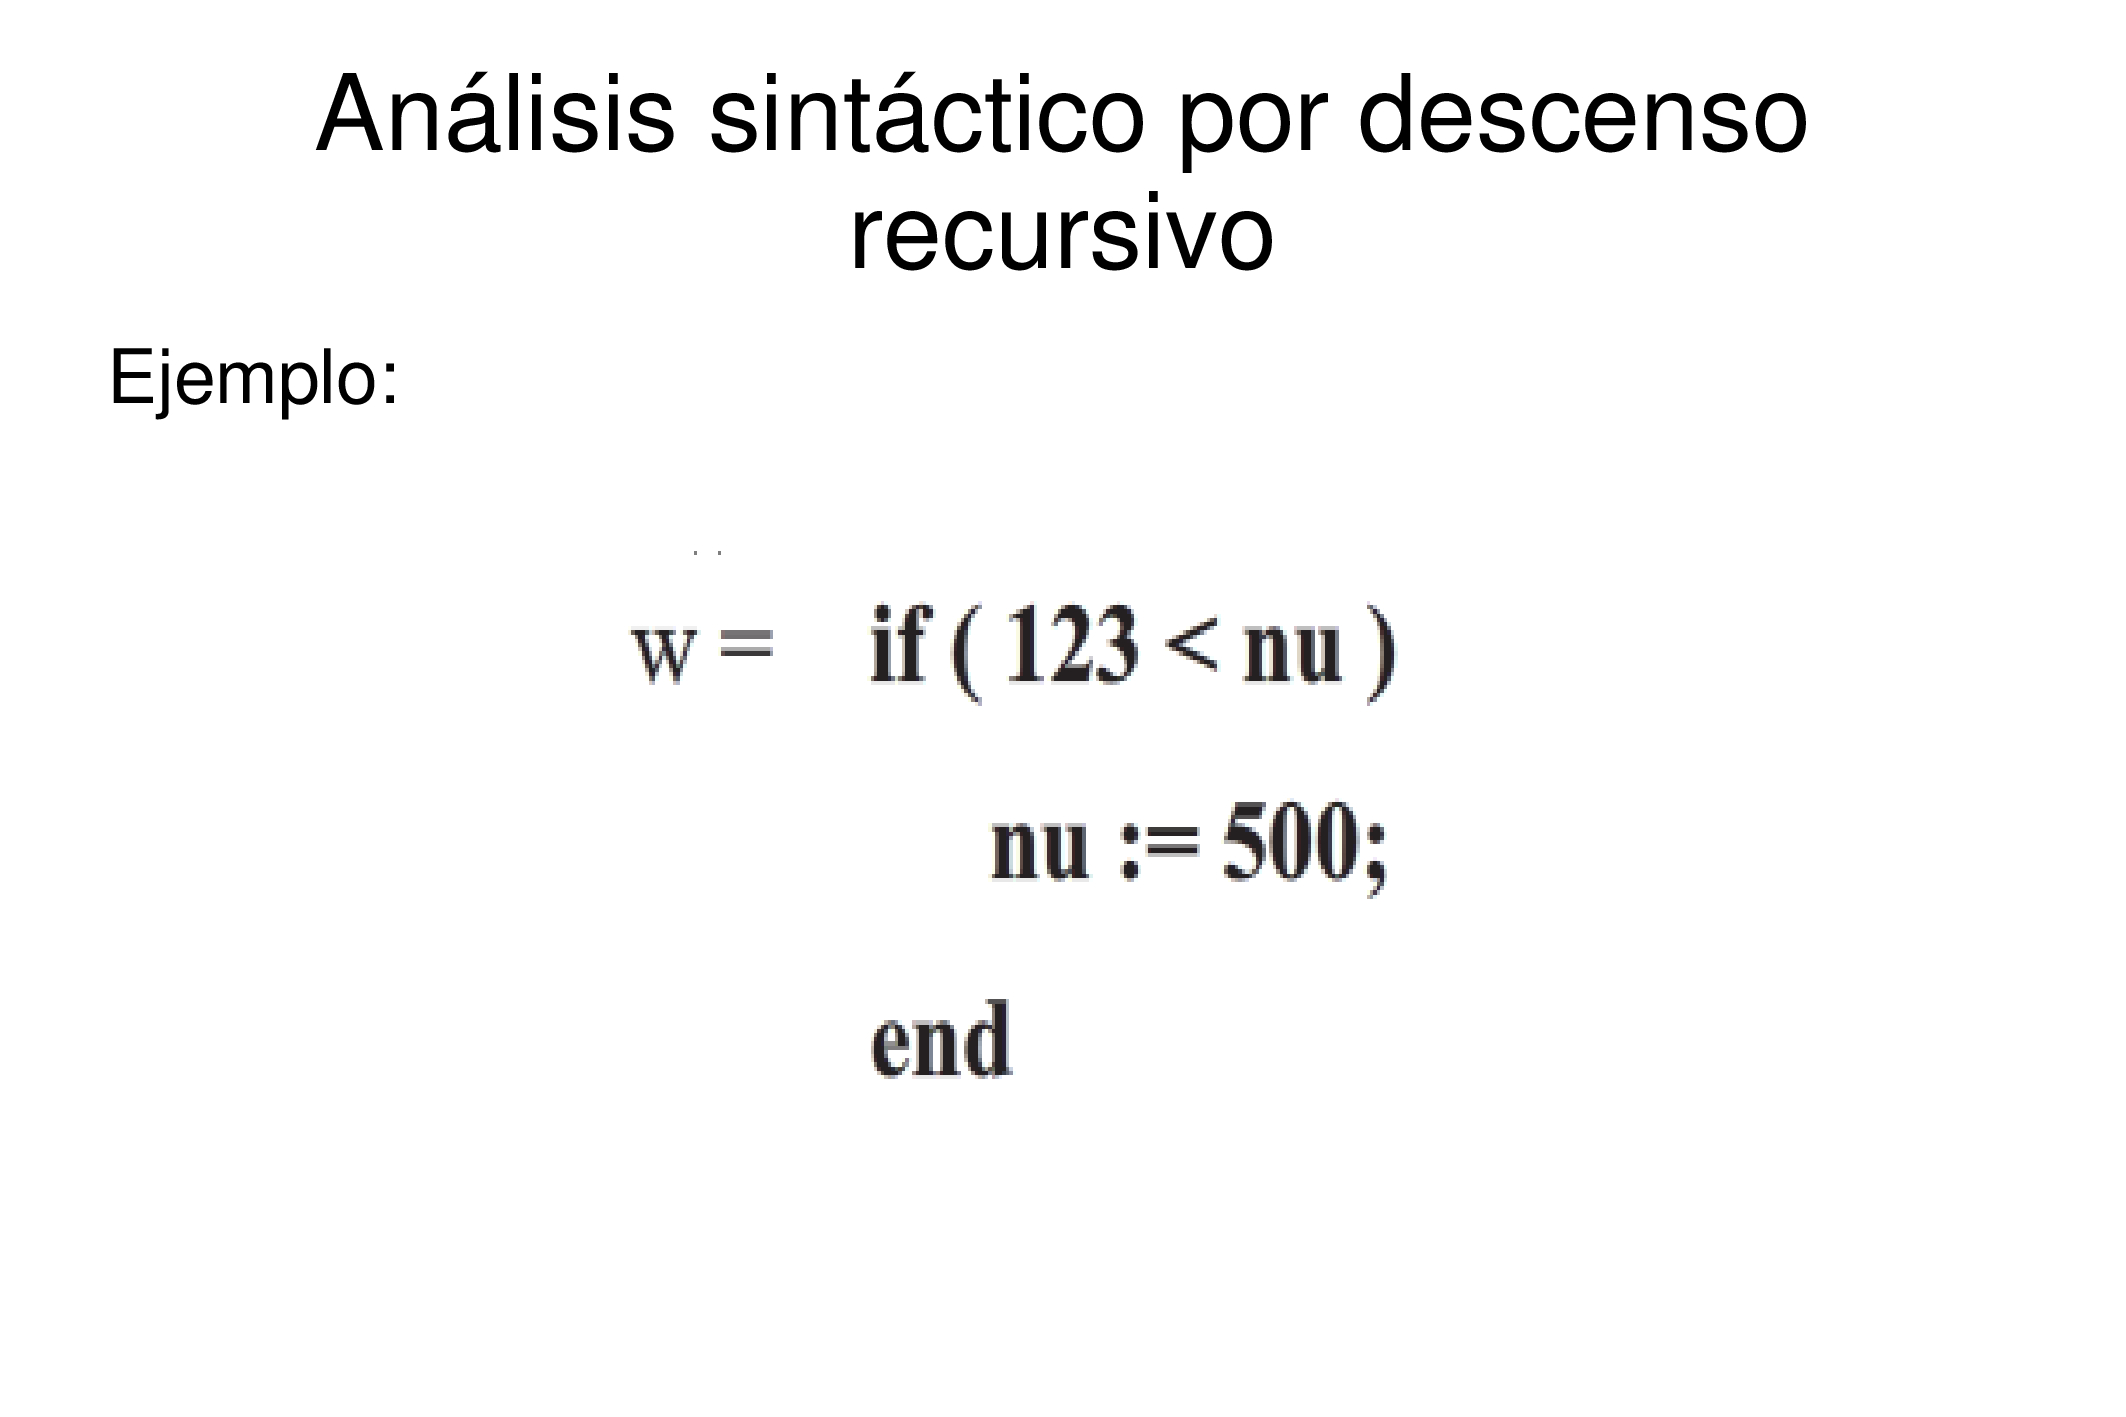 Análisis sintáctico por descenso
recursivo
Ejemplo:
w = if ( 123 < nu )
nu := 500;
end